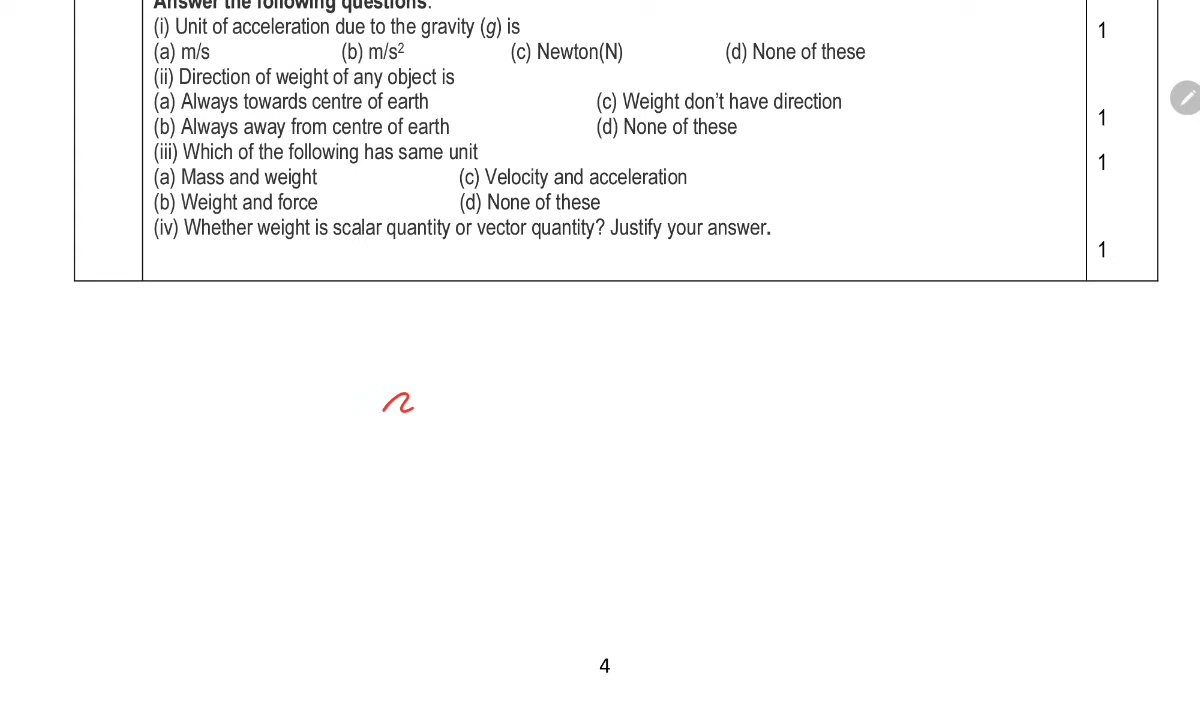 Answer the following questions.
(i) Unit of acceleration due to the gravity (g) is
1
(a) m/s (b) m/s² (c) Newton(N) (d) None of these
(ii) Direction of weight of any object is
(a) Always towards centre of earth (c) Weight don't have direction
1
(b) Always away from centre of earth (d) None of these
(iii) Which of the following has same unit
1
(a) Mass and weight (c) Velocity and acceleration
(b) Weight and force (d) None of these
(iv) Whether weight is scalar quantity or vector quantity? Justify your answer.
1
4